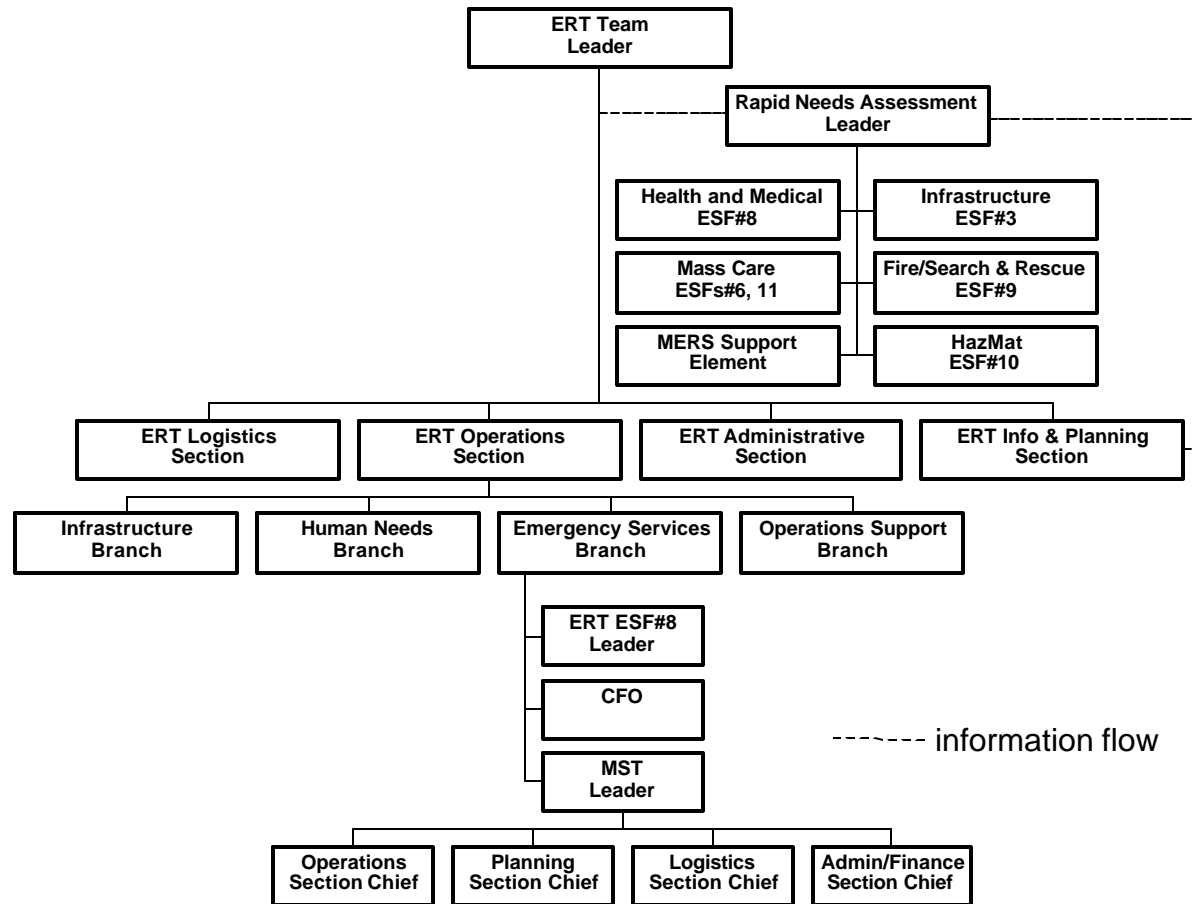 ERT Team
Leader
Rapid Needs Assessment
Leader
Health and Medical
ESF#8
Infrastructure
ESF#3
Mass Care
ESFs#6, 11
Fire/Search & Rescue
ESF#9
MERS Support
Element
HazMat
ESF#10
ERT Logistics
Section
ERT Operations
Section
ERT Administrative
Section
ERT Info & Planning
Section
Infrastructure
Branch
Human Needs
Branch
Emergency Services
Branch
Operations Support
Branch
ERT ESF#8
Leader
CFO
information flow
MST
Leader
Operations
Section Chief
Planning
Section Chief
Logistics
Section Chief
Admin/Finance
Section Chief